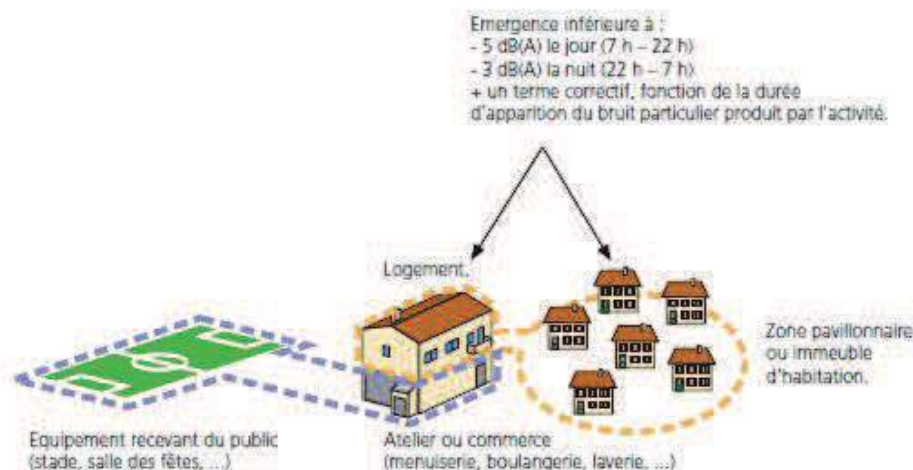 Emergence inférieure à :
- 5 dB(A) le jour (7 h – 22 h)
- 3 dB(A) la nuit (22 h – 7 h)
+ un terme correctif, fonction de la durée
d'apparition du bruit particulier produit par l'activité.
Logement.
Zone pavillonnaire
ou immeuble
d'habitation.
Equipement recevant du public
(stade, salle des fêtes, ...)
Atelier ou commerce
(menuiserie, boulangerie, laverie, ...)